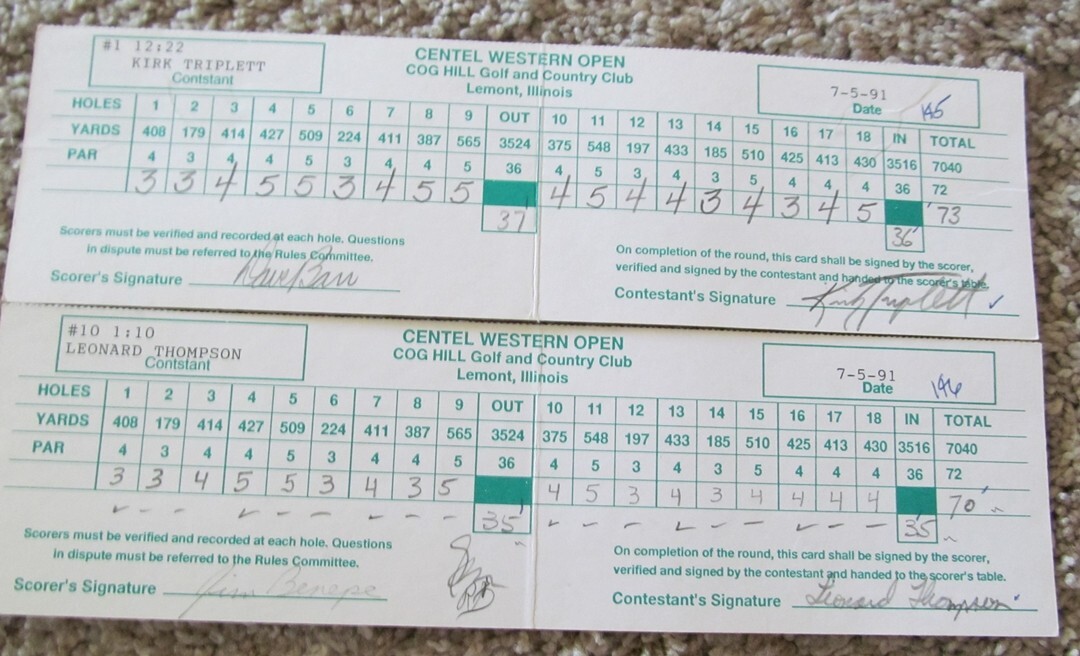 #1 12:22
KIRK TRIPLETT
Contstant
CENTEL WESTERN OPEN
COG HILL Golf and Country Club
Lemont, Illinois
7-5-91
Date 145
HOLES 1 2 3 4 5 6 7 8 9 OUT 10 11 12 13 14 15 16 17 18 IN TOTAL
YARDS 408 179 414 427 509 224 411 387 565 3524 375 548 197 433 185 510 425 413 430 3516 7040
PAR 4 3 4 4 5 3 4 4 5 36 4 5 3 4 3 5 4 4 4 36 72
3 3 4 5 5 3 4 5 5 4 5 4 4 3 4 3 4 5 73
37 36
Scorers must be verified and recorded at each hole. Questions
in dispute must be referred to the Rules Committee.
Scorer's Signature Dave Barr
On completion of the round, this card shall be signed by the scorer,
verified and signed by the contestant and handed to the scorer's table.
Contestant's Signature Kirk Triplett
#10 1:10
LEONARD THOMPSON
Contstant
CENTEL WESTERN OPEN
COG HILL Golf and Country Club
Lemont, Illinois
7-5-91
Date 146
HOLES 1 2 3 4 5 6 7 8 9 OUT 10 11 12 13 14 15 16 17 18 IN TOTAL
YARDS 408 179 414 427 509 224 411 387 565 3524 375 548 197 433 185 510 425 413 430 3516 7040
PAR 4 3 4 4 5 3 4 4 5 36 4 5 3 4 3 5 4 4 4 36 72
3 3 4 5 5 3 4 3 5 4 5 3 4 3 4 4 4 4 70
35 35
Scorers must be verified and recorded at each hole. Questions
in dispute must be referred to the Rules Committee.
Scorer's Signature Jim Benepe
On completion of the round, this card shall be signed by the scorer,
verified and signed by the contestant and handed to the scorer's table.
Contestant's Signature Leonard Thompson